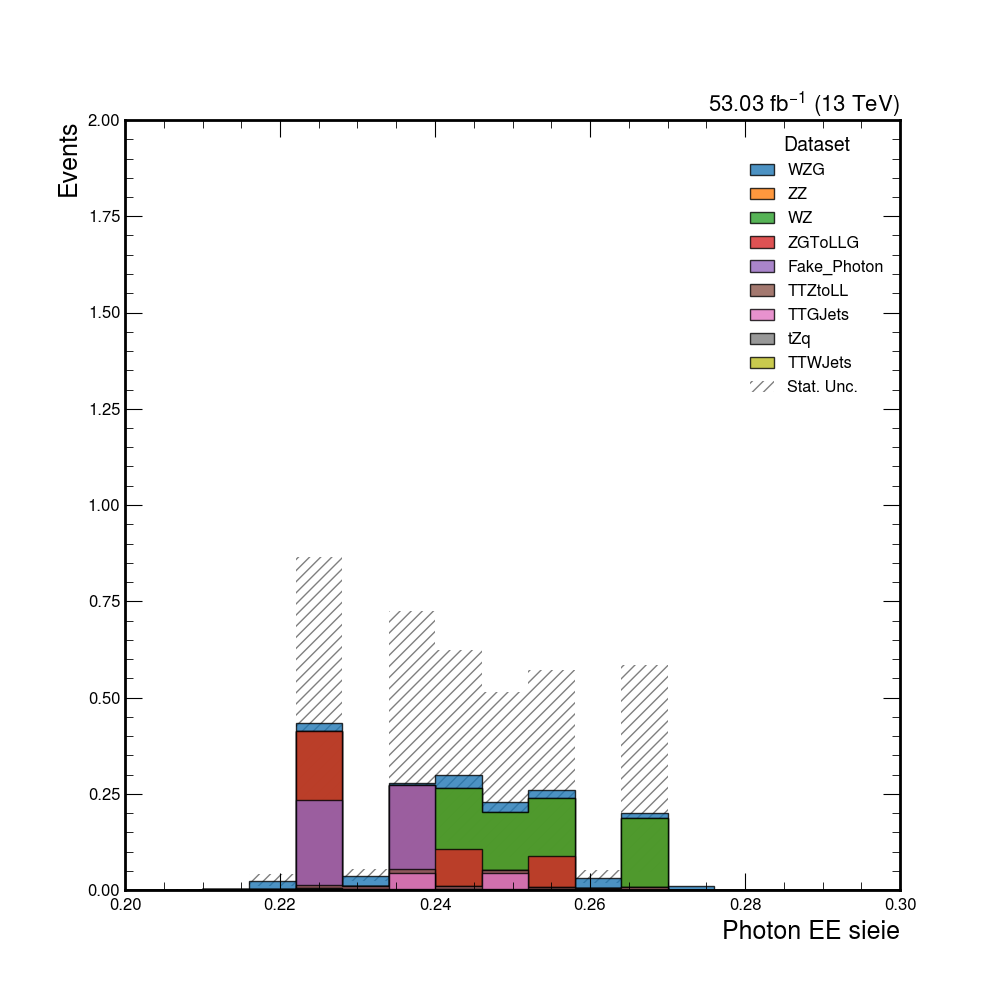 53.03 fb⁻¹ (13 TeV)
Events
2.00
1.75
1.50
1.25
1.00
0.75
0.50
0.25
0.00
Dataset
WZG
ZZ
WZ
ZGToLLG
Fake_Photon
TTZtoLL
TTGJets
tZq
TTWJets
Stat. Unc.
0.20 0.22 0.24 0.26 0.28 0.30
Photon EE sieie